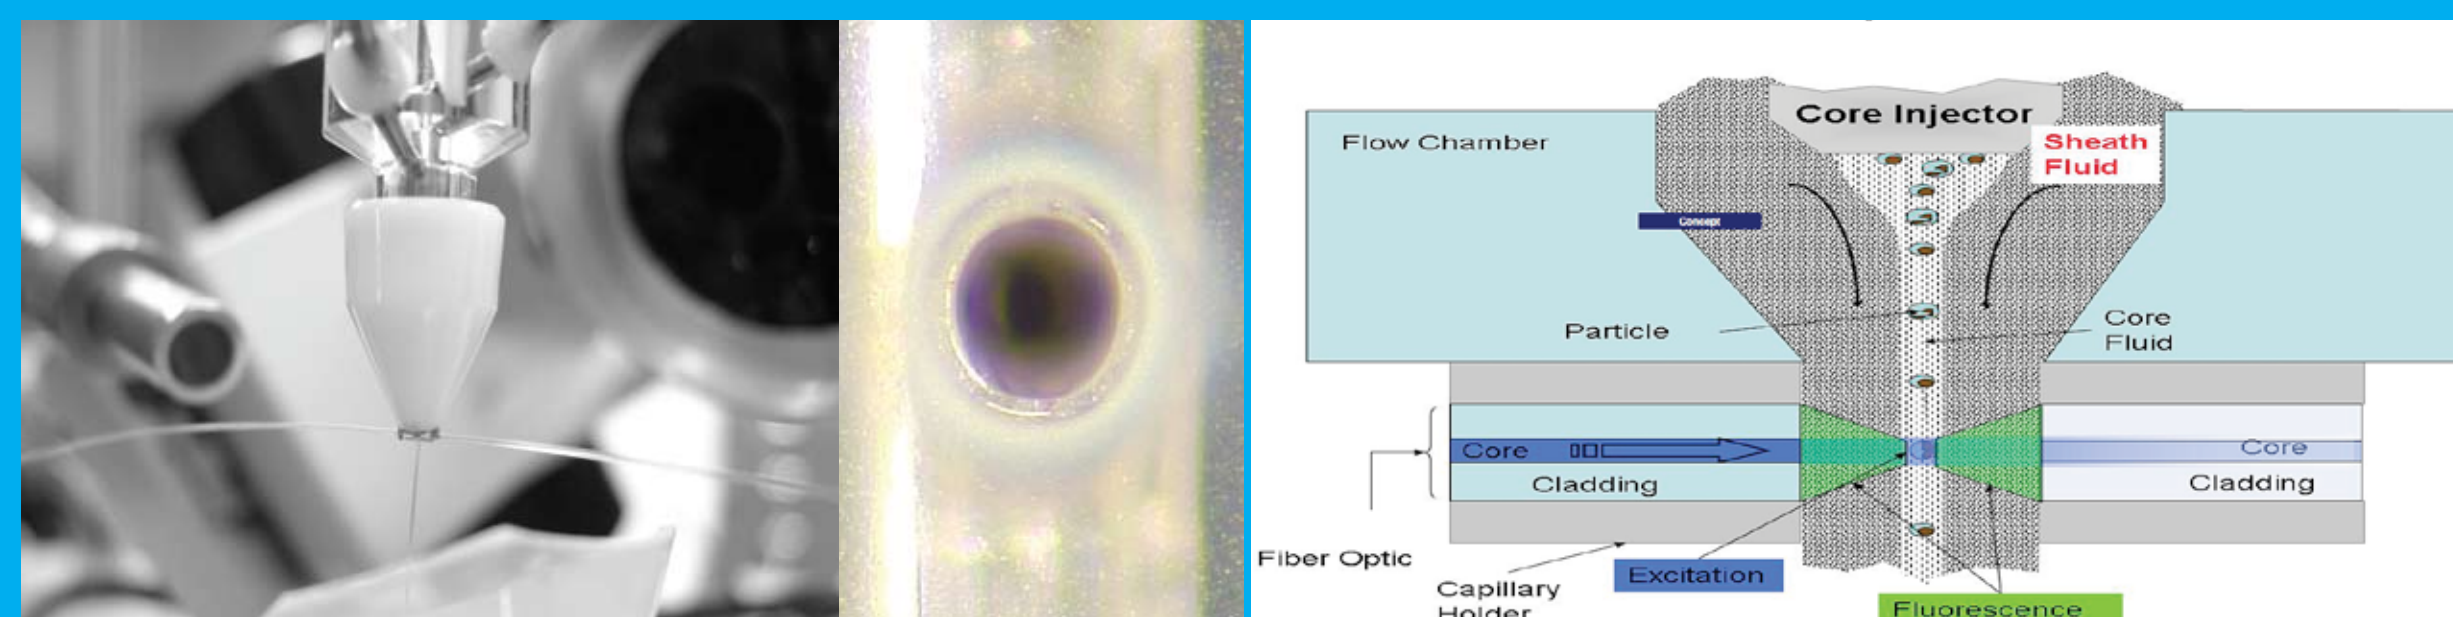 Core Injector
Flow Chamber
Sheath
Fluid
Concept
Particle
Core
Fluid
Core
Core
Cladding
Cladding
Fiber Optic
Excitation
Capillary
Holder
Fluorescence